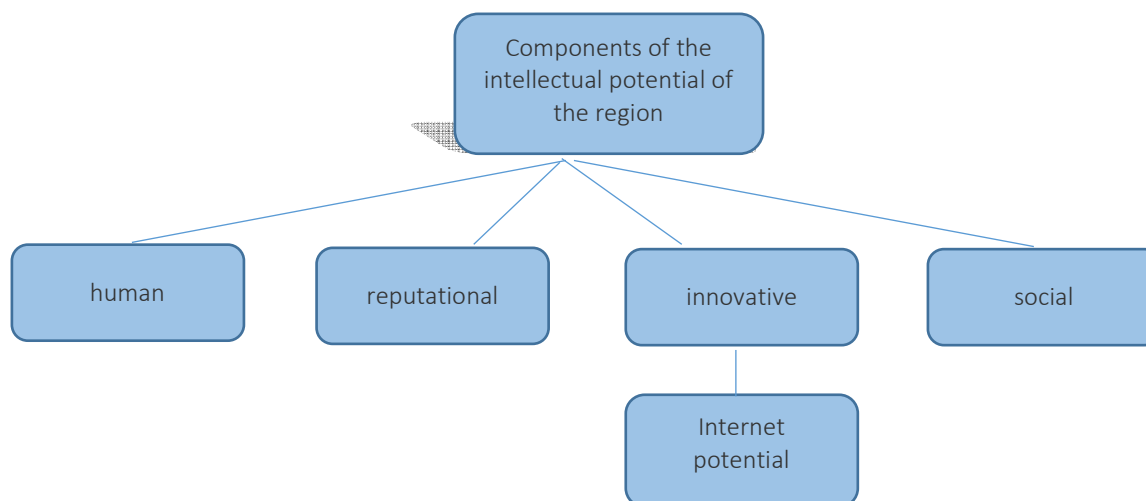 Components of the
intellectual potential of
the region
human
reputational
innovative
social
Internet
potential